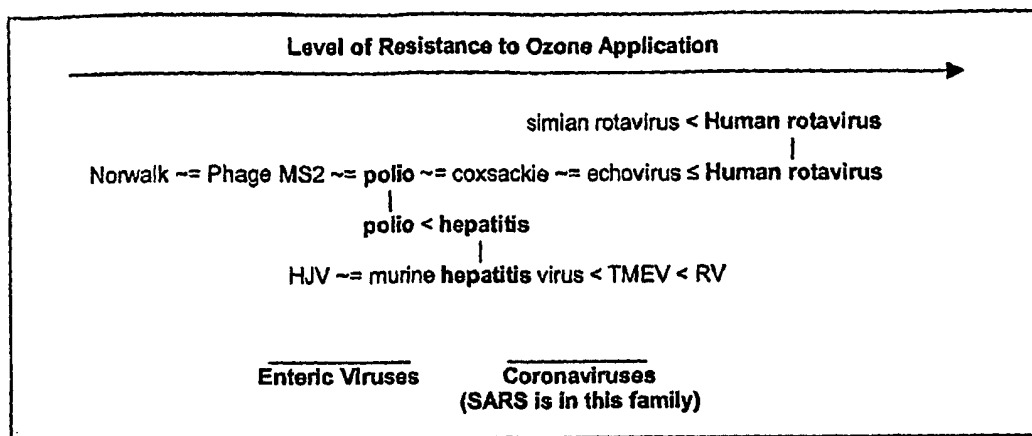 Level of Resistance to Ozone Application
simian rotavirus < Human rotavirus
Norwalk ~= Phage MS2 ~= polio ~= coxsackie ~= echovirus ≤ Human rotavirus
polio < hepatitis
HJV ~= murine hepatitis virus < TMEV < RV
Enteric Viruses Coronaviruses
(SARS is in this family)